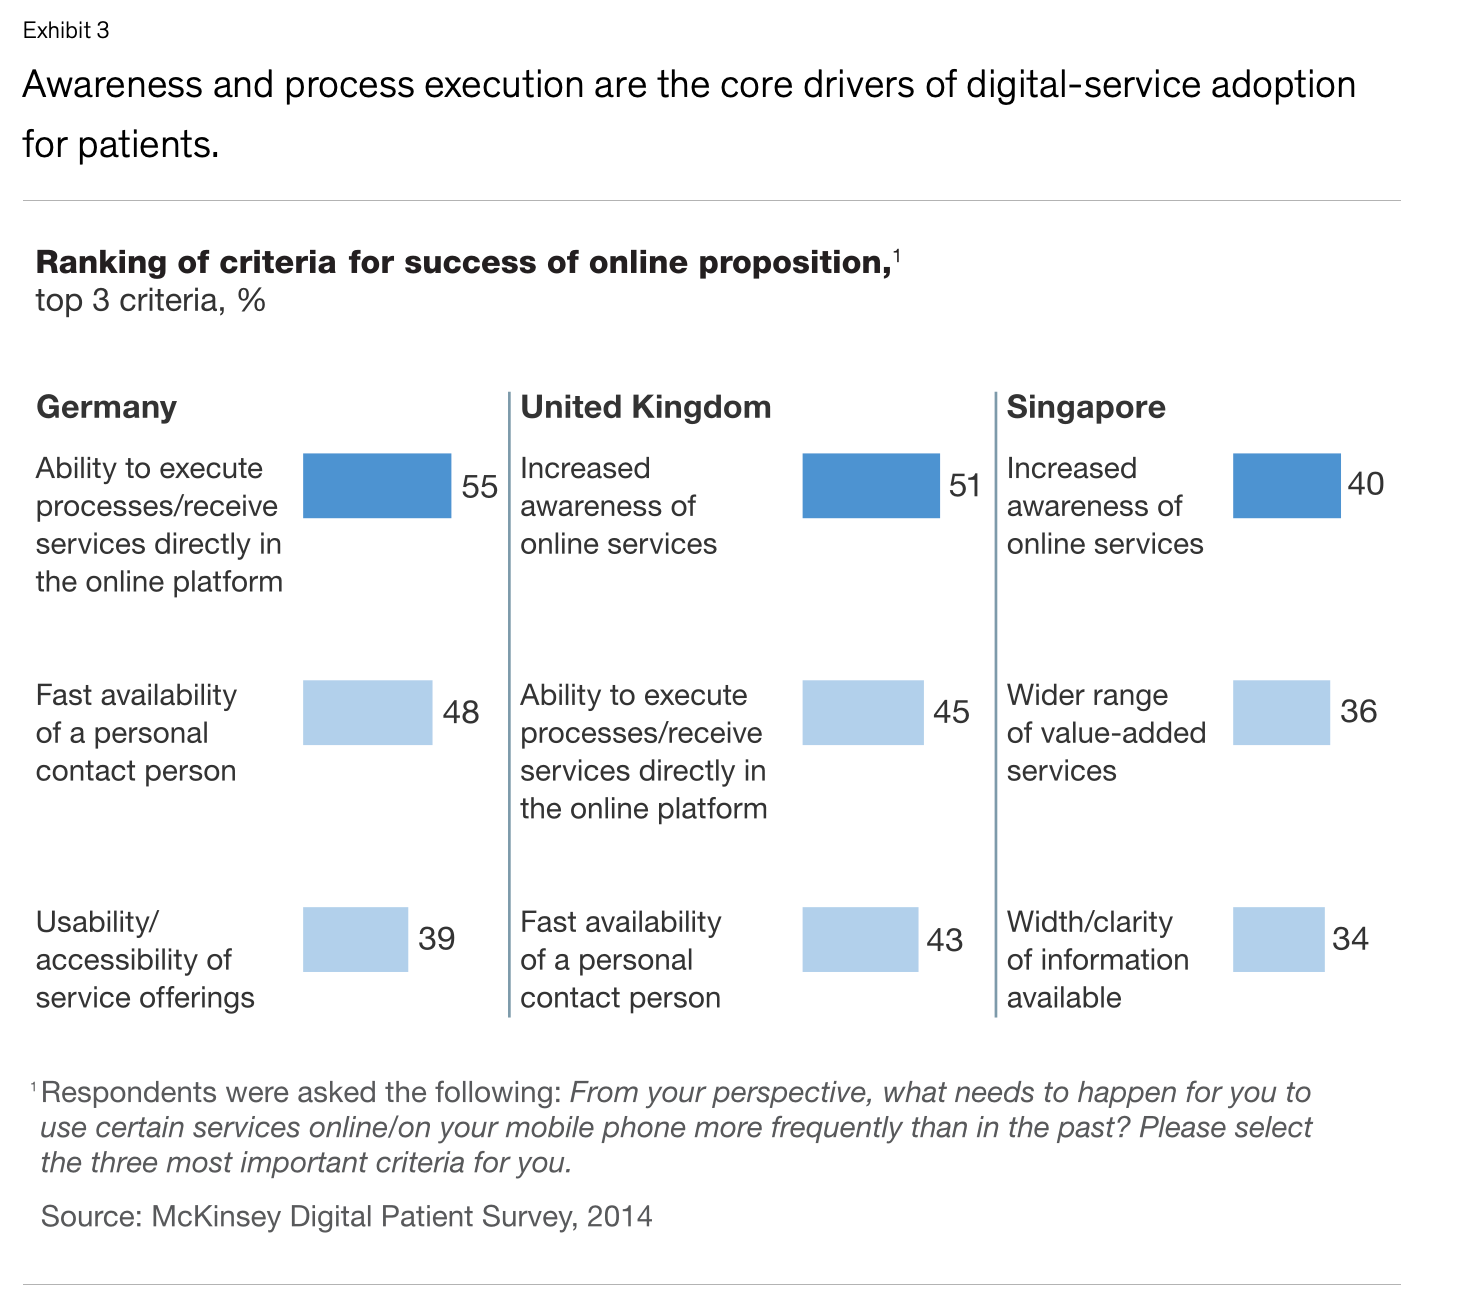 Exhibit 3
Awareness and process execution are the core drivers of digital-service adoption
for patients.
Ranking of criteria for success of online proposition,¹
top 3 criteria, %
Germany
Ability to execute
processes/receive
services directly in
the online platform
55
Fast availability
of a personal
contact person
48
Usability/
accessibility of
service offerings
39
United Kingdom
Increased
awareness of
online services
51
Ability to execute
processes/receive
services directly in
the online platform
45
Fast availability
of a personal
contact person
43
Singapore
Increased
awareness of
online services
40
Wider range
of value-added
services
36
Width/clarity
of information
available
34
¹ Respondents were asked the following: From your perspective, what needs to happen for you to
use certain services online/on your mobile phone more frequently than in the past? Please select
the three most important criteria for you.
Source: McKinsey Digital Patient Survey, 2014